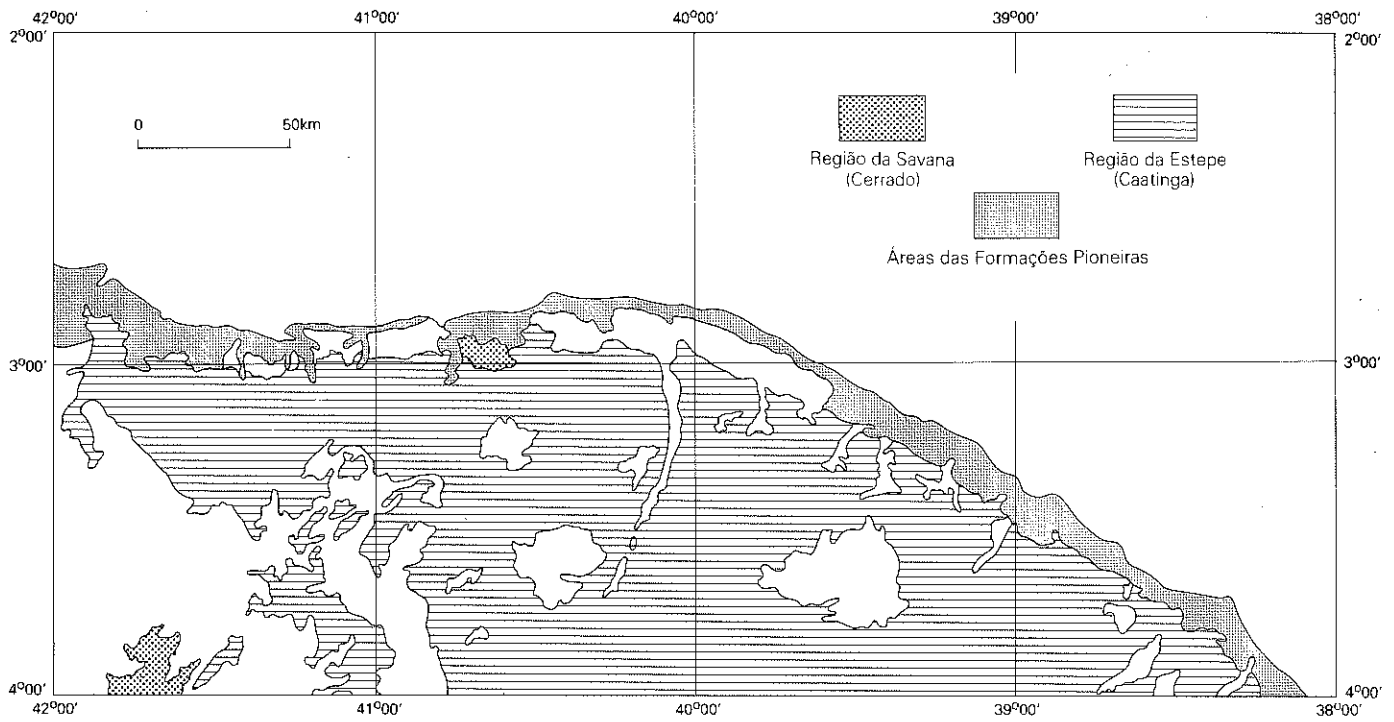 42º00' 41º00' 40º00' 39º00' 38º00'
2º00' 2º00'
0 50km
Região da Savana
(Cerrado)
Região da Estepe
(Caatinga)
Áreas das Formações Pioneiras
3º00' 3º00'
4º00' 4º00'
42º00' 41º00' 40º00' 39º00' 38º00'